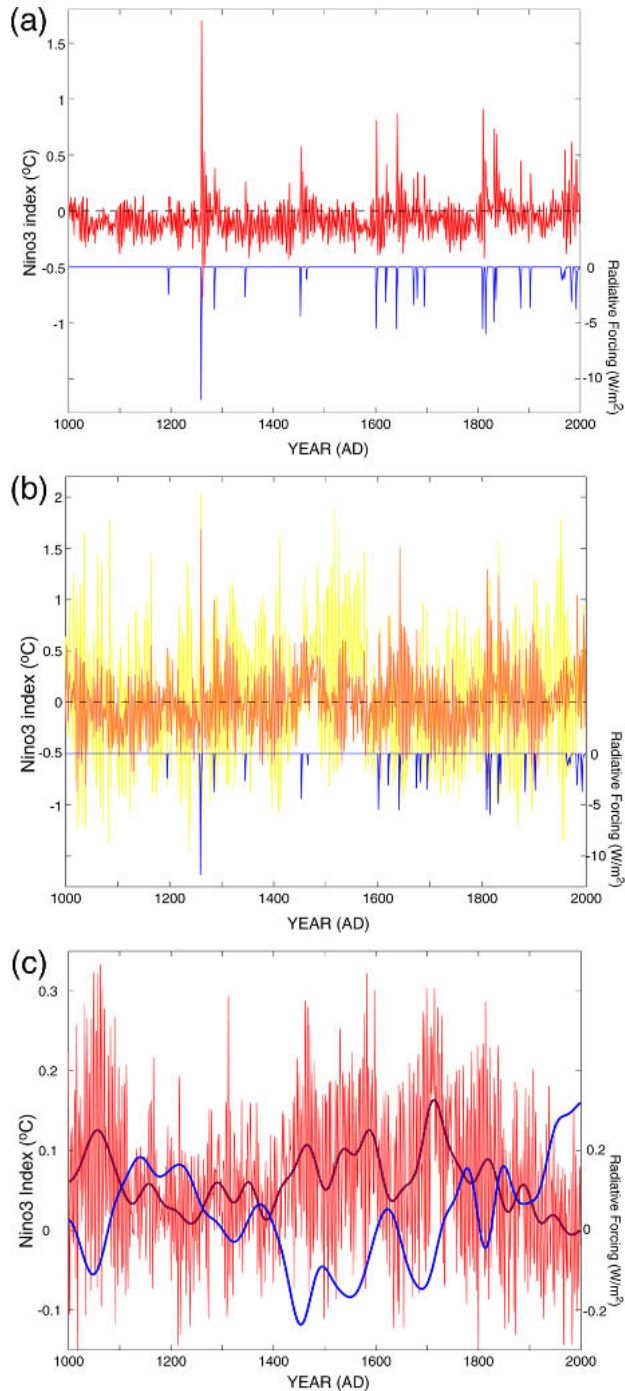 (a)
1.5
1
0.5
0
-0.5
-1
Nino3 index (ºC)
0
-5
-10
Radiative Forcing (W/m²)
1000 1200 1400 1600 1800 2000
YEAR (AD)
(b)
2
1.5
1
0.5
0
-0.5
-1
Nino3 index (ºC)
0
-5
-10
Radiative Forcing (W/m²)
1000 1200 1400 1600 1800 2000
YEAR (AD)
(c)
0.3
0.2
0.1
0
-0.1
Nino3 Index (ºC)
0.2
0
-0.2
Radiative Forcing (W/m²)
1000 1200 1400 1600 1800 2000
YEAR (AD)